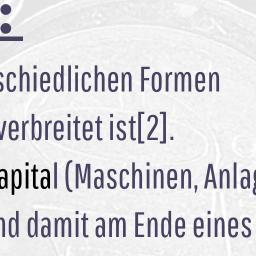 :
schiedlichen Formen
verbreitet ist[2].
apital (Maschinen, Anlag
nd damit am Ende eines